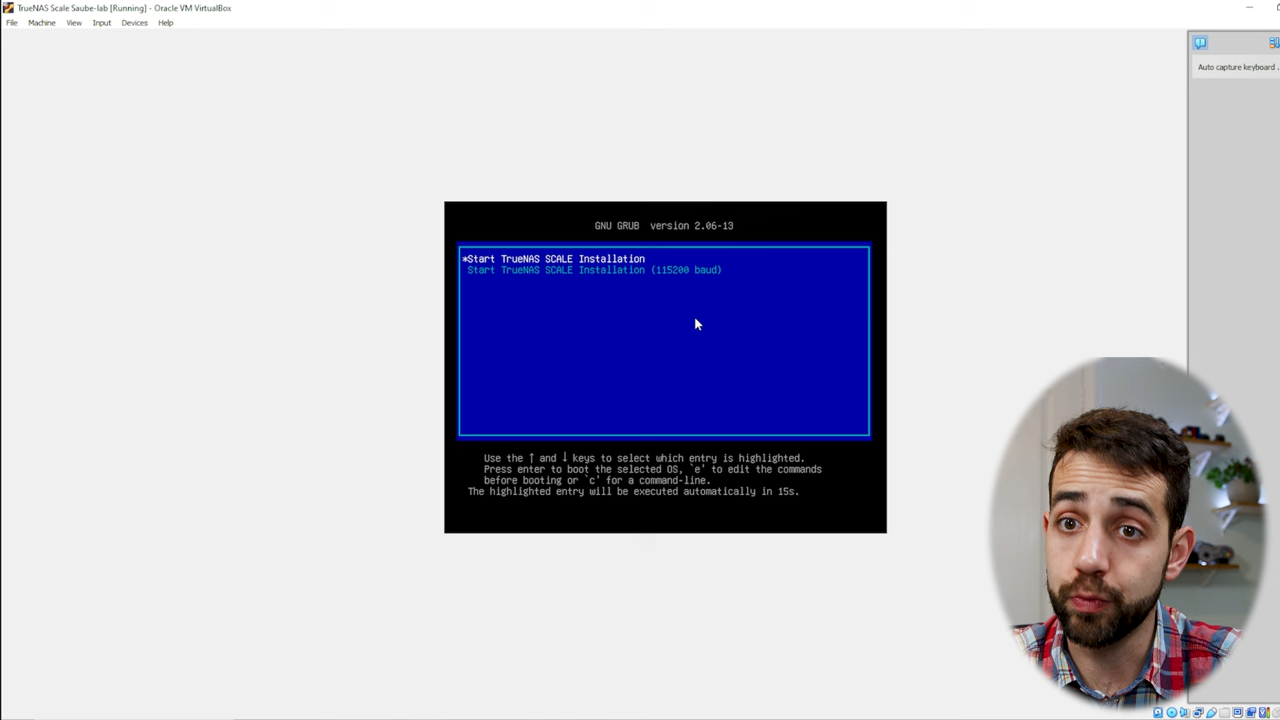 TrueNAS Scale Saube-lab [Running] - Oracle VM VirtualBox
File Machine View Input Devices Help
Auto capture keyboard .
GNU GRUB version 2.06-13
*Start TrueNAS SCALE Installation
Start TrueNAS SCALE Installation (115200 baud)
Use the ↑ and ↓ keys to select which entry is highlighted.
Press enter to boot the selected OS, `e' to edit the commands
before booting or `c' for a command-line.
The highlighted entry will be executed automatically in 15s.